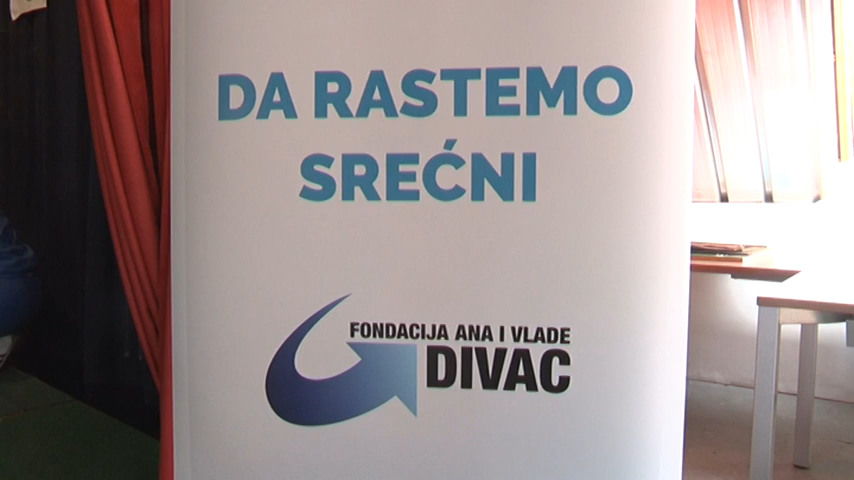 DA RASTEMO
SREĆNI
FONDACIJA ANA I VLADE
DIVAC